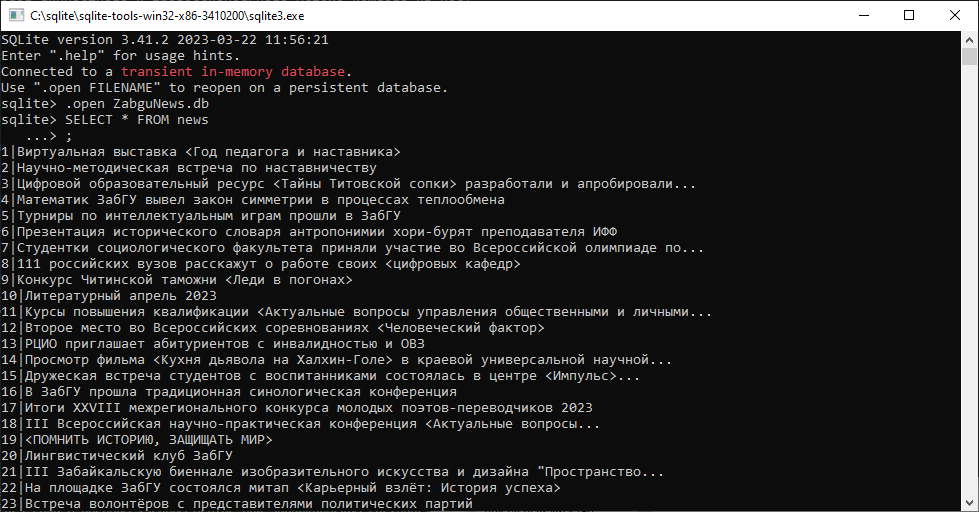 C:\sqlite\sqlite-tools-win32-x86-3410200\sqlite3.exe
SQLite version 3.41.2 2023-03-22 11:56:21
Enter ".help" for usage hints.
Connected to a transient in-memory database.
Use ".open FILENAME" to reopen on a persistent database.
sqlite> .open ZabguNews.db
sqlite> SELECT * FROM news
   ...> ;
1|Виртуальная выставка <Год педагога и наставника>
2|Научно-методическая встреча по наставничеству
3|Цифровой образовательный ресурс <Тайны Титовской сопки> разработали и апробировали...
4|Математик ЗабГУ вывел закон симметрии в процессах теплообмена
5|Турниры по интеллектуальным играм прошли в ЗабГУ
6|Презентация исторического словаря антропонимии хори-бурят преподавателя ИФФ
7|Студентки социологического факультета приняли участие во Всероссийской олимпиаде по...
8|111 российских вузов расскажут о работе своих <цифровых кафедр>
9|Конкурс Читинской таможни <Леди в погонах>
10|Литературный апрель 2023
11|Курсы повышения квалификации <Актуальные вопросы управления общественными и личными...
12|Второе место во Всероссийских соревнованиях <Человеческий фактор>
13|РЦИО приглашает абитуриентов с инвалидностью и ОВЗ
14|Просмотр фильма <Кухня дьявола на Халхин-Голе> в краевой универсальной научной...
15|Дружеская встреча студентов с воспитанниками состоялась в центре <Импульс>...
16|В ЗабГУ прошла традиционная синологическая конференция
17|Итоги XXVIII межрегионального конкурса молодых поэтов-переводчиков 2023
18|III Всероссийская научно-практическая конференция <Актуальные вопросы...
19|<ПОМНИТЬ ИСТОРИЮ, ЗАЩИЩАТЬ МИР>
20|Лингвистический клуб ЗабГУ
21|III Забайкальскую биеннале изобразительного искусства и дизайна "Пространство...
22|На площадке ЗабГУ состоялся митап <Карьерный взлёт: История успеха>
23|Встреча волонтёров с представителями политических партий